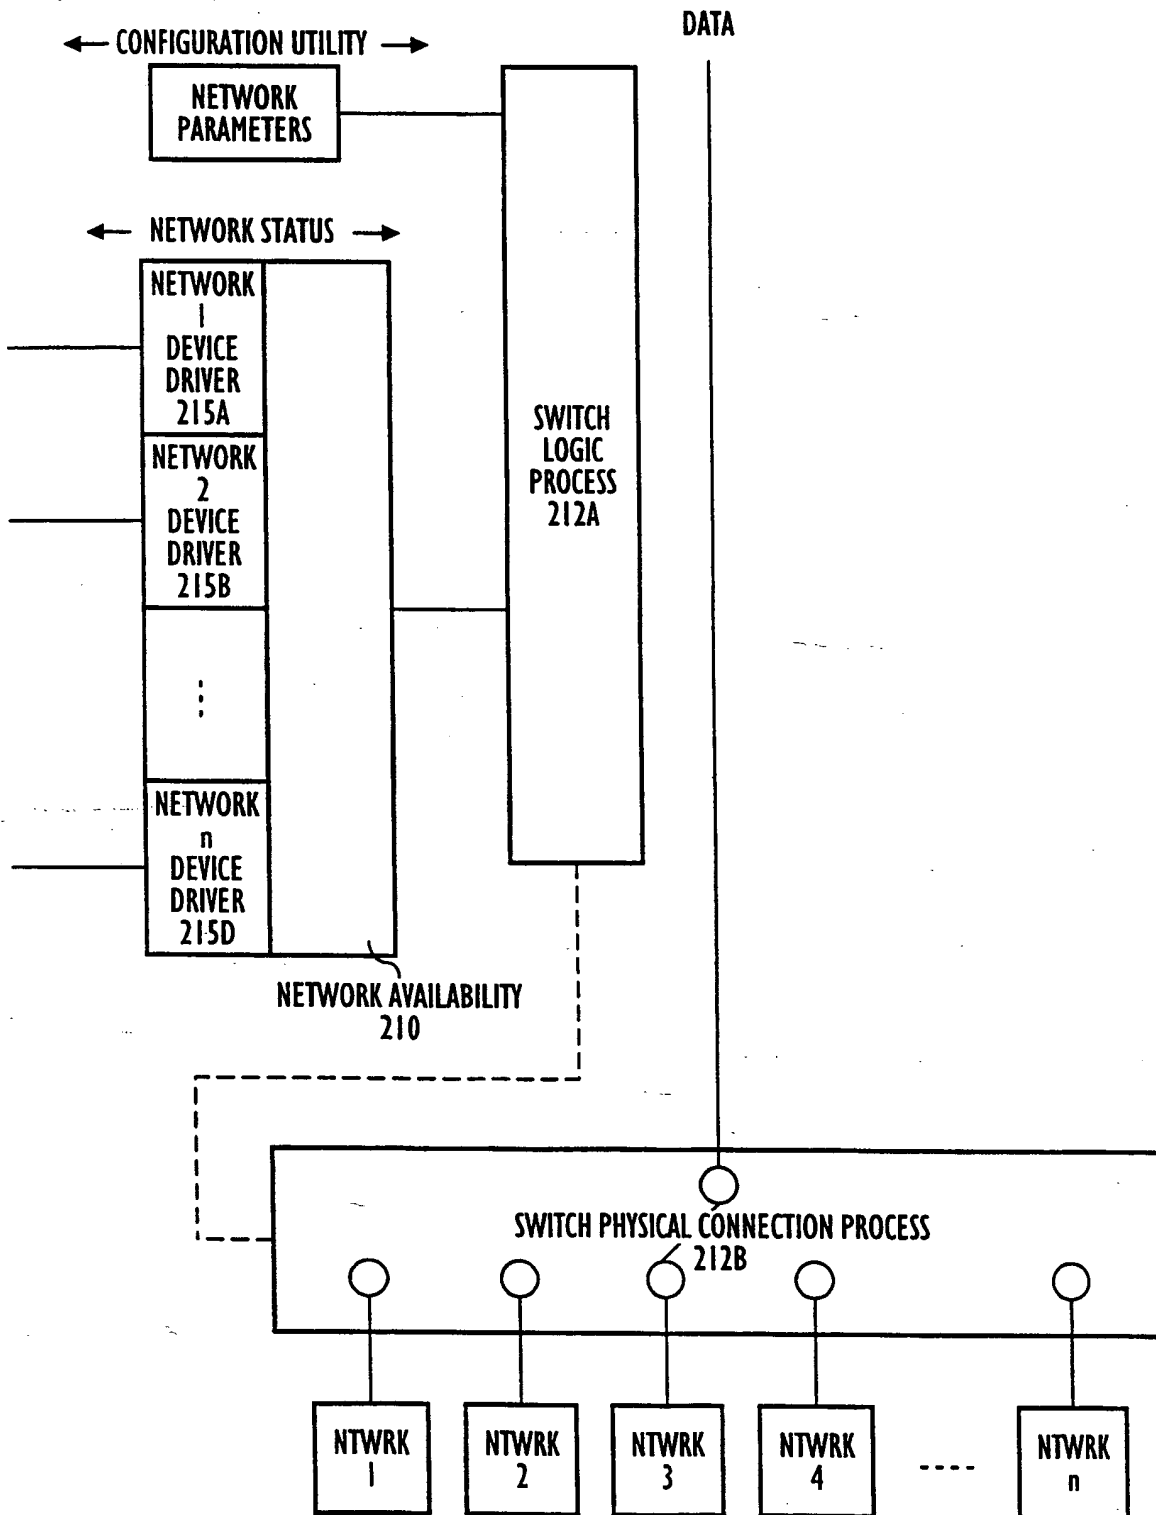 DATA
CONFIGURATION UTILITY
NETWORK
PARAMETERS
NETWORK STATUS
NETWORK
1
DEVICE
DRIVER
215A
NETWORK
2
DEVICE
DRIVER
215B
NETWORK
n
DEVICE
DRIVER
215D
SWITCH
LOGIC
PROCESS
212A
NETWORK AVAILABILITY
210
SWITCH PHYSICAL CONNECTION PROCESS
212B
NTWRK
1
NTWRK
2
NTWRK
3
NTWRK
4
NTWRK
n